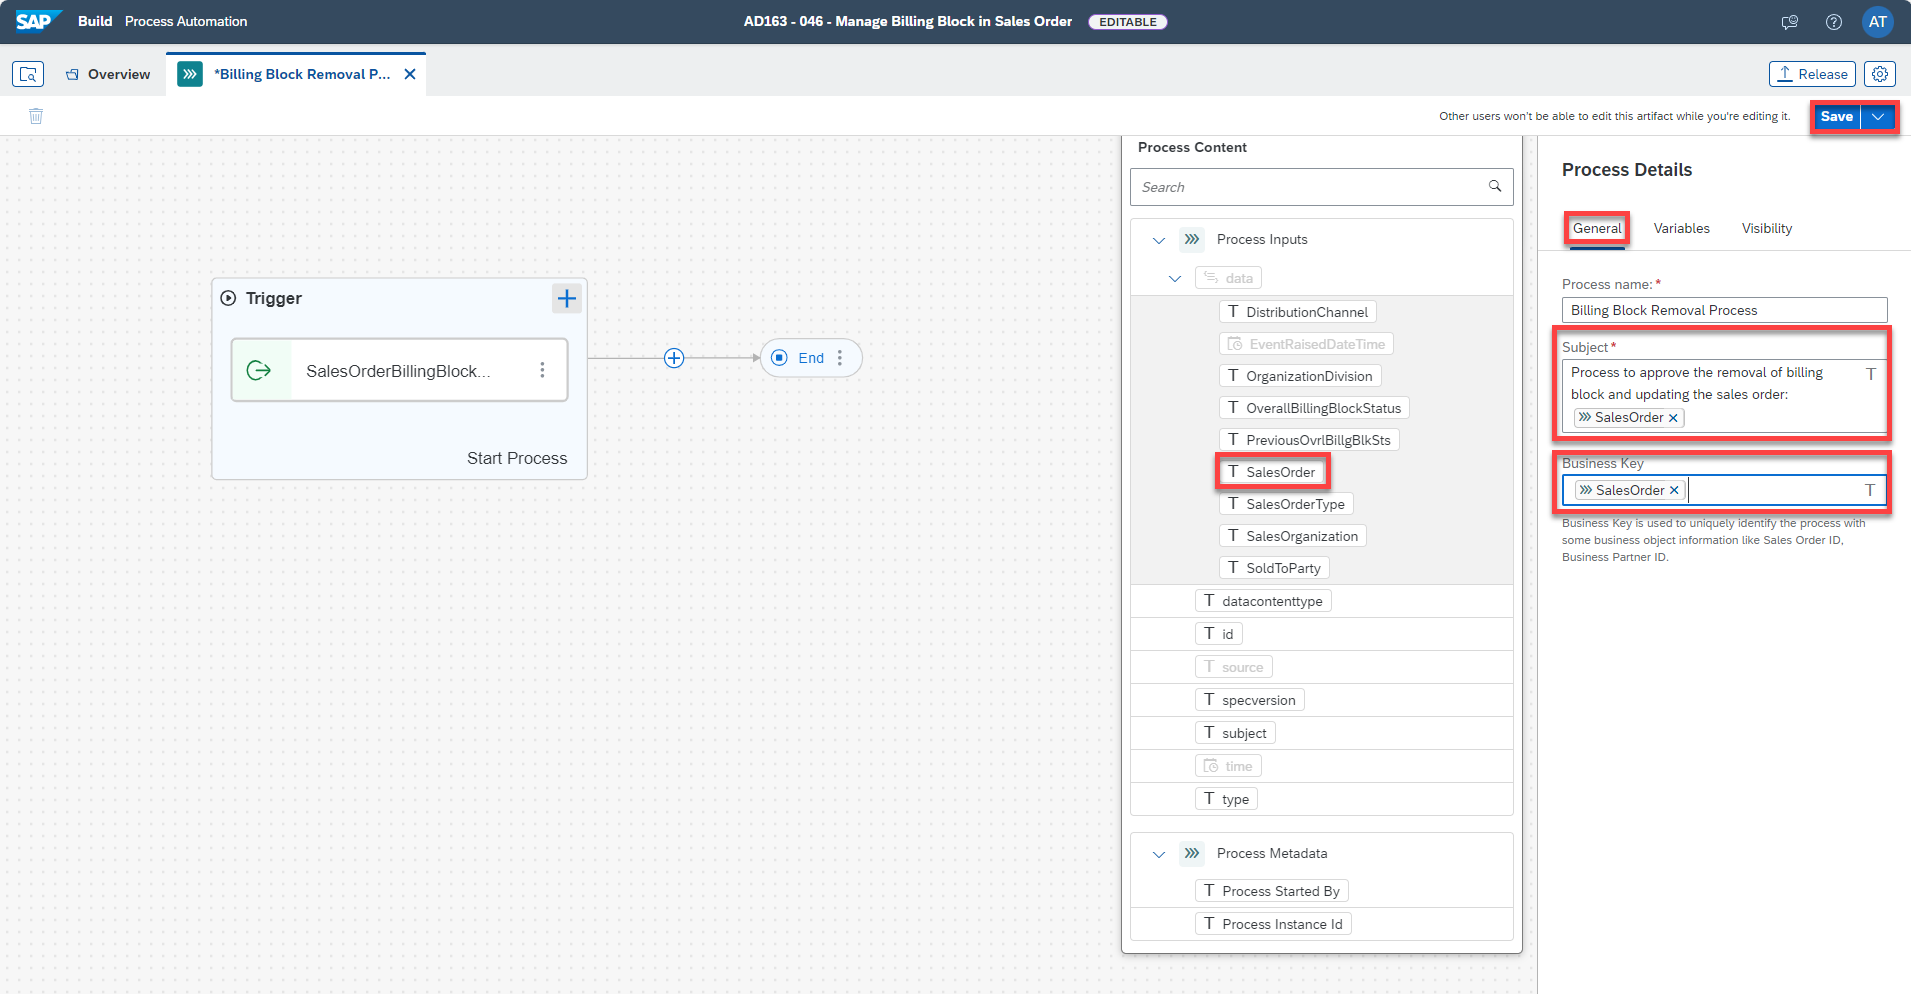 SAP Build Process Automation
AD163 - 046 - Manage Billing Block in Sales Order EDITABLE
AT
Overview
*Billing Block Removal P...
Release
Other users won't be able to edit this artifact while you're editing it.
Save
Trigger
SalesOrderBillingBlock...
Start Process
End
Process Content
Search
Process Inputs
data
T DistributionChannel
EventRaisedDateTime
T OrganizationDivision
T OverallBillingBlockStatus
T PreviousOvrlBillgBlkSts
T SalesOrder
T SalesOrderType
T SalesOrganization
T SoldToParty
T datacontenttype
T id
T source
T specversion
T subject
time
T type
Process Metadata
T Process Started By
T Process Instance Id
Process Details
General Variables Visibility
Process name: *
Billing Block Removal Process
Subject *
Process to approve the removal of billing T
block and updating the sales order:
SalesOrder
Business Key
SalesOrder T
Business Key is used to uniquely identify the process with
some business object information like Sales Order ID,
Business Partner ID.